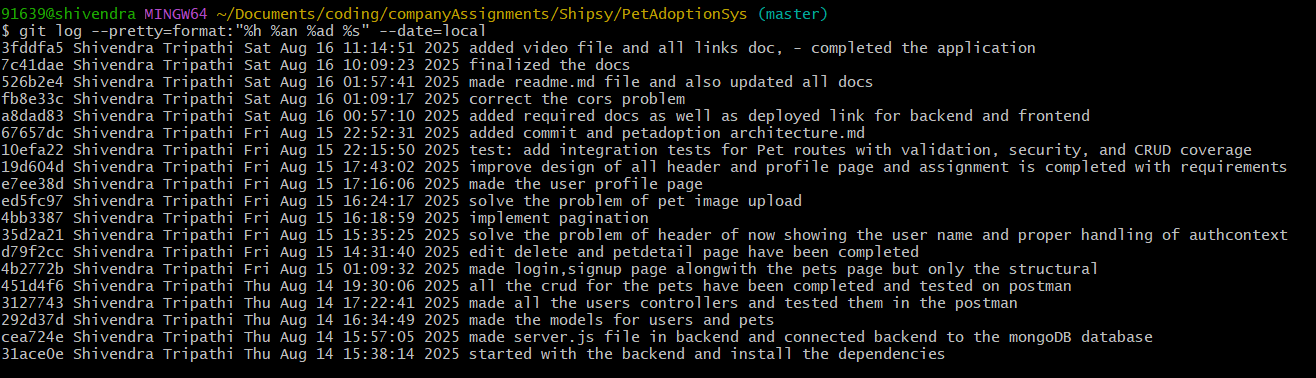 91639@shivendra MINGW64 ~/Documents/coding/companyAssignments/Shipsy/PetAdoptionSys (master)
$ git log --pretty=format:"%h %an %ad %s" --date=local
3fddfa5 Shivendra Tripathi Sat Aug 16 11:14:51 2025 added video file and all links doc, - completed the application
7c41dae Shivendra Tripathi Sat Aug 16 10:09:23 2025 finalized the docs
526b2e4 Shivendra Tripathi Sat Aug 16 01:57:41 2025 made readme.md file and also updated all docs
fb8e33c Shivendra Tripathi Sat Aug 16 01:09:17 2025 correct the cors problem
a8dad83 Shivendra Tripathi Sat Aug 16 00:57:10 2025 added required docs as well as deployed link for backend and frontend
67657dc Shivendra Tripathi Fri Aug 15 22:52:31 2025 added commit and petadoption architecture.md
10efa22 Shivendra Tripathi Fri Aug 15 22:15:50 2025 test: add integration tests for Pet routes with validation, security, and CRUD coverage
19d604d Shivendra Tripathi Fri Aug 15 17:43:02 2025 improve design of all header and profile page and assignment is completed with requirements
e7ee38d Shivendra Tripathi Fri Aug 15 17:16:06 2025 made the user profile page
ed5fc97 Shivendra Tripathi Fri Aug 15 16:24:17 2025 solve the problem of pet image upload
4bb3387 Shivendra Tripathi Fri Aug 15 16:18:59 2025 implement pagination
35d2a21 Shivendra Tripathi Fri Aug 15 15:35:25 2025 solve the problem of header of now showing the user name and proper handling of authcontext
d79f2cc Shivendra Tripathi Fri Aug 15 14:31:40 2025 edit delete and petdetail page have been completed
4b2772b Shivendra Tripathi Fri Aug 15 01:09:32 2025 made login,signup page alongwith the pets page but only the structural
451d4f6 Shivendra Tripathi Thu Aug 14 19:30:06 2025 all the crud for the pets have been completed and tested on postman
3127743 Shivendra Tripathi Thu Aug 14 17:22:41 2025 made all the users controllers and tested them in the postman
292d37d Shivendra Tripathi Thu Aug 14 16:34:49 2025 made the models for users and pets
cea724e Shivendra Tripathi Thu Aug 14 15:57:05 2025 made server.js file in backend and connected backend to the mongoDB database
31ace0e Shivendra Tripathi Thu Aug 14 15:38:14 2025 started with the backend and install the dependencies